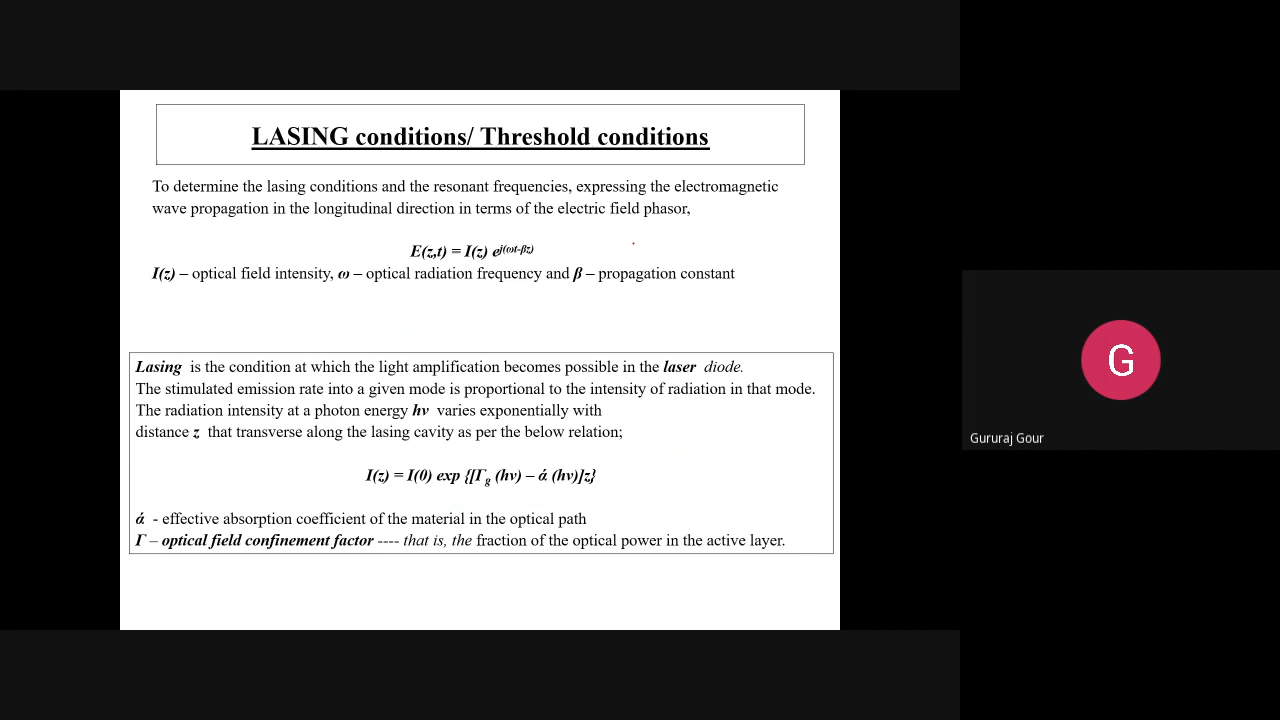 LASING conditions/ Threshold conditions
To determine the lasing conditions and the resonant frequencies, expressing the electromagnetic
wave propagation in the longitudinal direction in terms of the electric field phasor,
E(z,t) = I(z) e^j(ωt-βz)
I(z) – optical field intensity, ω – optical radiation frequency and β – propagation constant
Lasing is the condition at which the light amplification becomes possible in the laser diode.
The stimulated emission rate into a given mode is proportional to the intensity of radiation in that mode.
The radiation intensity at a photon energy hν varies exponentially with
distance z that transverse along the lasing cavity as per the below relation;
I(z) = I(0) exp {[Γg (hν) – ά (hν)]z}
ά - effective absorption coefficient of the material in the optical path
Γ – optical field confinement factor ---- that is, the fraction of the optical power in the active layer.
G
Gururaj Gour